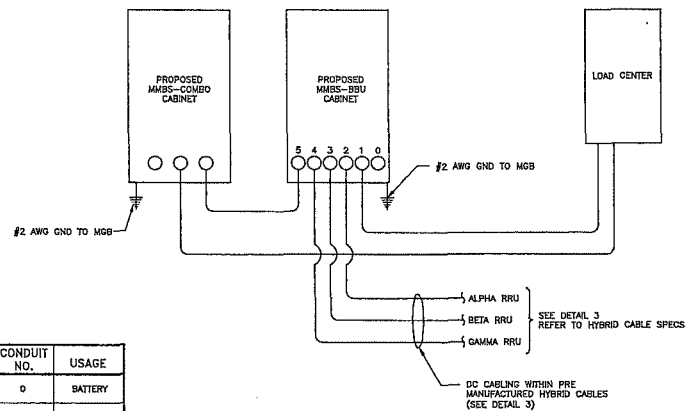 PROPOSED
MMBS-COMBO
CABINET
PROPOSED
MMBS-BBU
CABINET
LOAD CENTER
5 4 3 2 1 0
#2 AWG GND TO MGB
#2 AWG GND TO MGB
ALPHA RRU
BETA RRU
GAMMA RRU
SEE DETAIL 3
REFER TO HYBRID CABLE SPECS
DC CABLING WITHIN PRE
MANUFACTURED HYBRID CABLES
(SEE DETAIL 3)
CONDUIT
NO.
USAGE
0 BATTERY